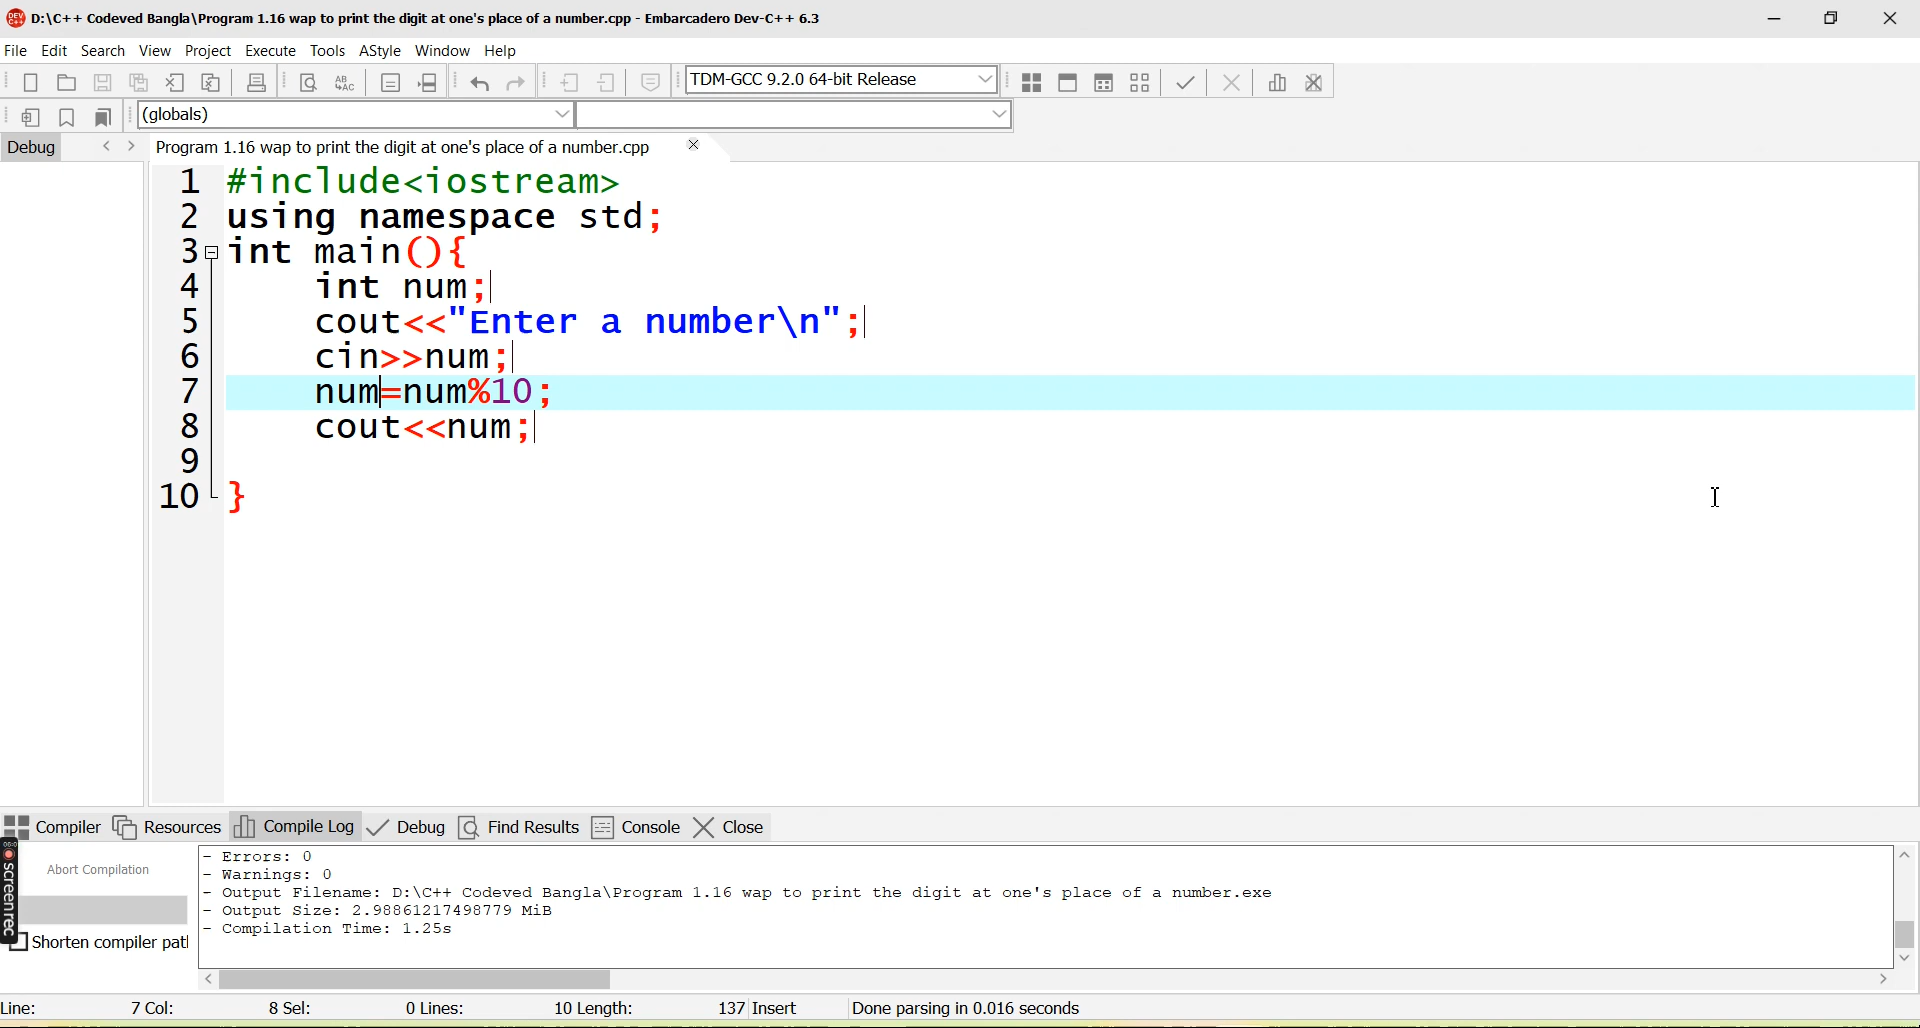 D:\C++ Codeved Bangla\Program 1.16 wap to print the digit at one's place of a number.cpp - Embarcadero Dev-C++ 6.3
File Edit Search View Project Execute Tools AStyle Window Help
TDM-GCC 9.2.0 64-bit Release
(globals)
Debug
Program 1.16 wap to print the digit at one's place of a number.cpp
1 #include<iostream>
2 using namespace std;
3 int main(){
4 int num;
5 cout<<"Enter a number\n";
6 cin>>num;
7 num=num%10;
8 cout<<num;
9
10 }
Compiler Resources Compile Log Debug Find Results Console Close
Abort Compilation
Shorten compiler pat
- Errors: 0
- Warnings: 0
- Output Filename: D:\C++ Codeved Bangla\Program 1.16 wap to print the digit at one's place of a number.exe
- Output Size: 2.98861217498779 MiB
- Compilation Time: 1.25s
screenrec
Line: 7 Col: 8 Sel: 0 Lines: 10 Length: 137 Insert Done parsing in 0.016 seconds